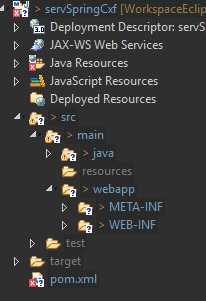 > servSpringCxf [WorkspaceEclip
Deployment Descriptor: servS
JAX-WS Web Services
Java Resources
JavaScript Resources
Deployed Resources
> src
> main
> java
resources
> webapp
> META-INF
> WEB-INF
test
target
pom.xml